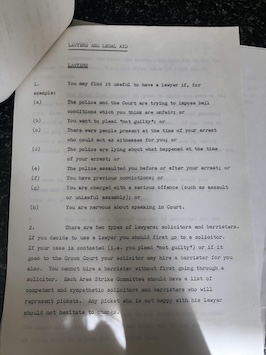 LAWYERS AND LEGAL AID
LAWYERS
1. You may find it useful to have a lawyer if, for
example:
(a) The police and the Court are trying to impose bail
conditions which you think are unfair; or
(b) You want to plead "not guilty"; or
(c) There were people present at the time of your arrest
who could act as witnesses for you; or
(d) The police are lying about what happened at the time
of your arrest; or
(e) The police assaulted you before or after your arrest; or
(f) You have previous convictions; or
(g) You are charged with a serious offence (such as assault
or unlawful assembly); or
(h) You are nervous about speaking in Court.
2. There are two types of lawyers; solicitors and barristers.
If you decide to use a lawyer you should first go to a solicitor.
If your case is contested (i.e. you plead "not guilty") or if it
goes to the Crown Court your solicitor may hire a barrister for you
also. You cannot hire a barrister without first going through a
solicitor. Each Area Strike Committee should have a list of
competent and sympathetic solicitors and barristers who will
represent pickets. Any picket who is not happy with his lawyer
should not hesitate to change.